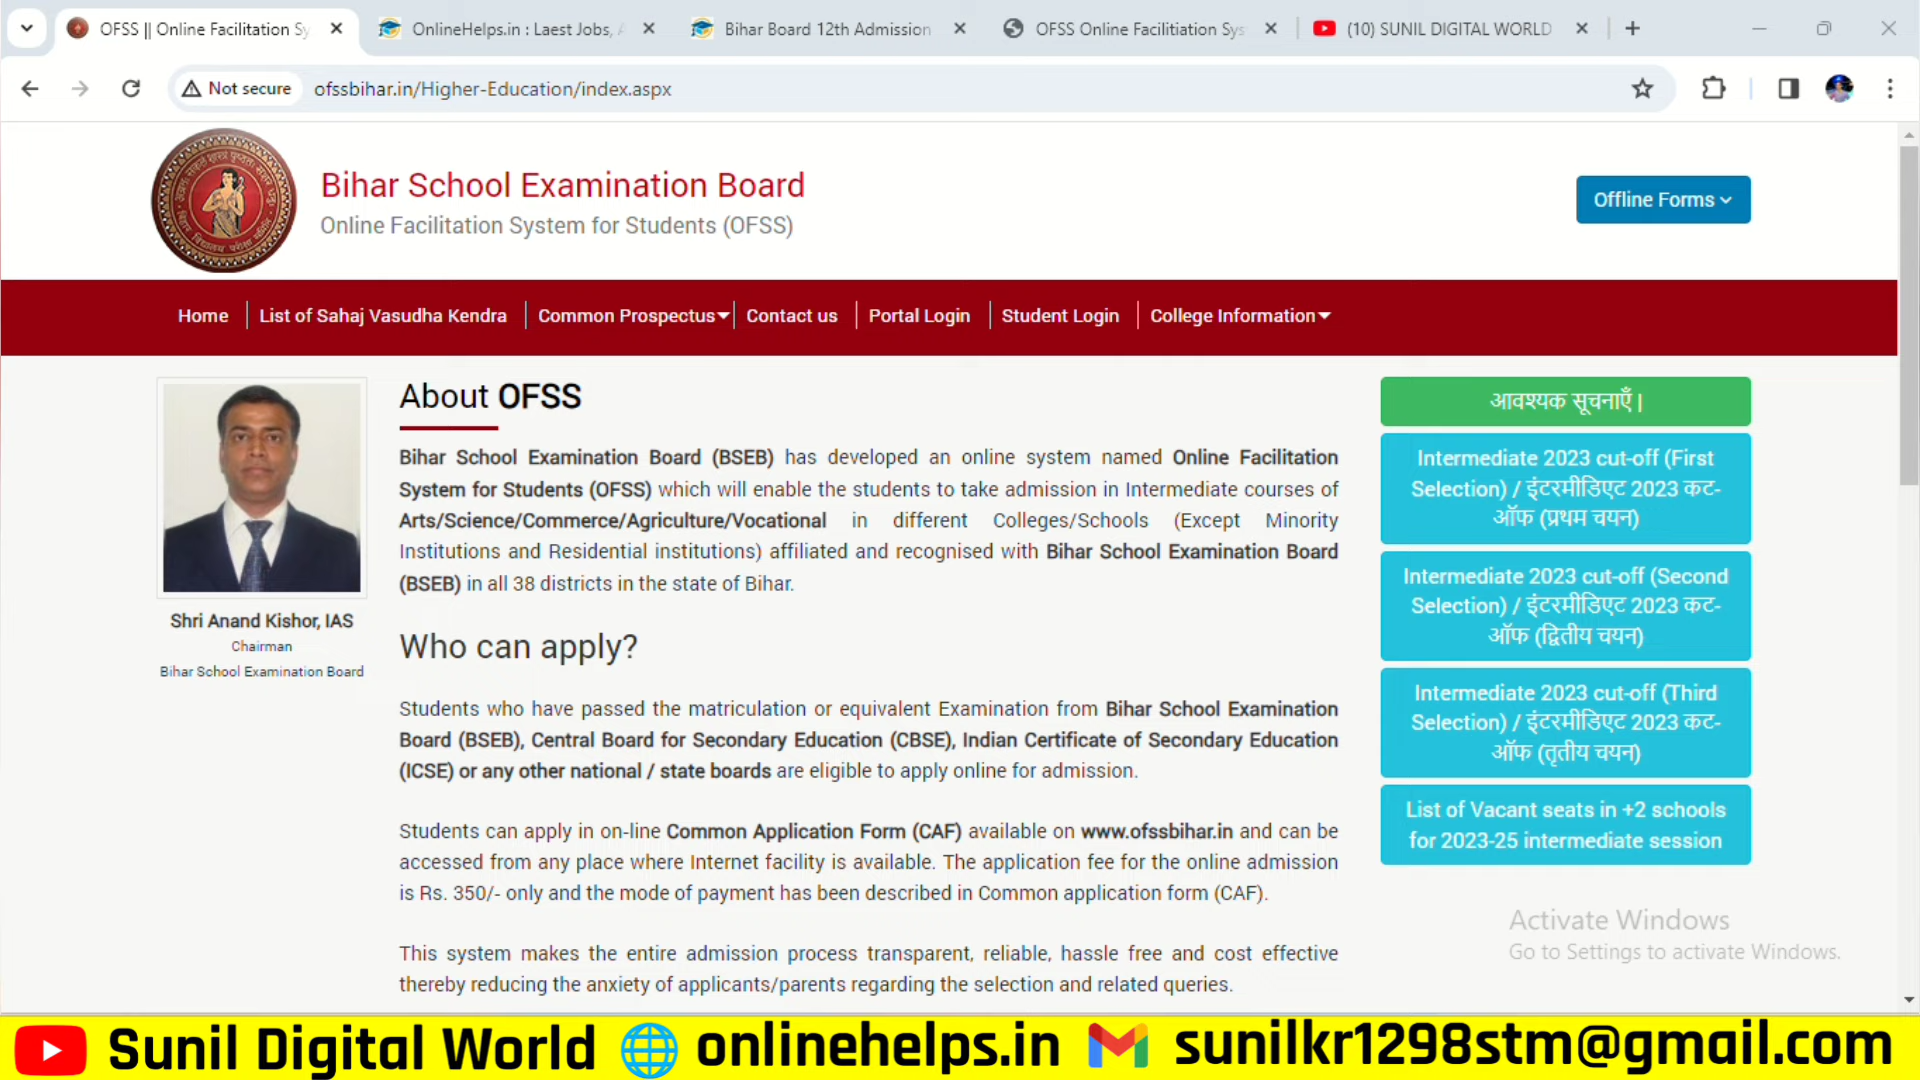 OFSS || Online Facilitation Sy
OnlineHelps.in : Laest Jobs, A
Bihar Board 12th Admission
OFSS Online Facilitiation Sys
(10) SUNIL DIGITAL WORLD
Not secure
ofssbihar.in/Higher-Education/index.aspx
Bihar School Examination Board
Online Facilitation System for Students (OFSS)
Offline Forms
Home
List of Sahaj Vasudha Kendra
Common Prospectus
Contact us
Portal Login
Student Login
College Information
Shri Anand Kishor, IAS
Chairman
Bihar School Examination Board
About OFSS
Bihar School Examination Board (BSEB) has developed an online system named Online Facilitation
System for Students (OFSS) which will enable the students to take admission in Intermediate courses of
Arts/Science/Commerce/Agriculture/Vocational in different Colleges/Schools (Except Minority
Institutions and Residential institutions) affiliated and recognised with Bihar School Examination Board
(BSEB) in all 38 districts in the state of Bihar.
Who can apply?
Students who have passed the matriculation or equivalent Examination from Bihar School Examination
Board (BSEB), Central Board for Secondary Education (CBSE), Indian Certificate of Secondary Education
(ICSE) or any other national / state boards are eligible to apply online for admission.
Students can apply in on-line Common Application Form (CAF) available on www.ofssbihar.in and can be
accessed from any place where Internet facility is available. The application fee for the online admission
is Rs. 350/- only and the mode of payment has been described in Common application form (CAF).
This system makes the entire admission process transparent, reliable, hassle free and cost effective
thereby reducing the anxiety of applicants/parents regarding the selection and related queries.
आवश्यक सूचनाएँ |
Intermediate 2023 cut-off (First
Selection) / इंटरमीडिएट 2023 कट-
ऑफ (प्रथम चयन)
Intermediate 2023 cut-off (Second
Selection) / इंटरमीडिएट 2023 कट-
ऑफ (द्वितीय चयन)
Intermediate 2023 cut-off (Third
Selection) / इंटरमीडिएट 2023 कट-
ऑफ (तृतीय चयन)
List of Vacant seats in +2 schools
for 2023-25 intermediate session
Activate Windows
Go to Settings to activate Windows.
Sunil Digital World
onlinehelps.in
sunilkr1298stm@gmail.com